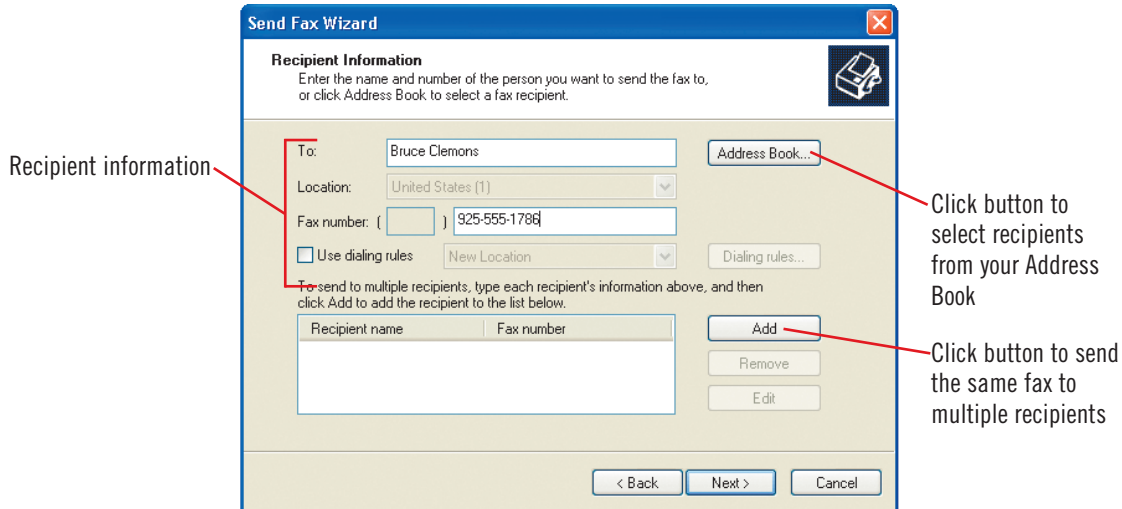 Send Fax Wizard
Recipient Information
Enter the name and number of the person you want to send the fax to,
or click Address Book to select a fax recipient.
To: Bruce Clemons Address Book...
Recipient information
Location: United States (1)
Click button to
select recipients
from your Address
Book
Fax number: ( ) 925-555-1786
Use dialing rules New Location Dialing rules...
To send to multiple recipients, type each recipient's information above, and then
click Add to add the recipient to the list below.
Recipient name Fax number
Add
Click button to send
the same fax to
multiple recipients
Remove
Edit
< Back Next > Cancel